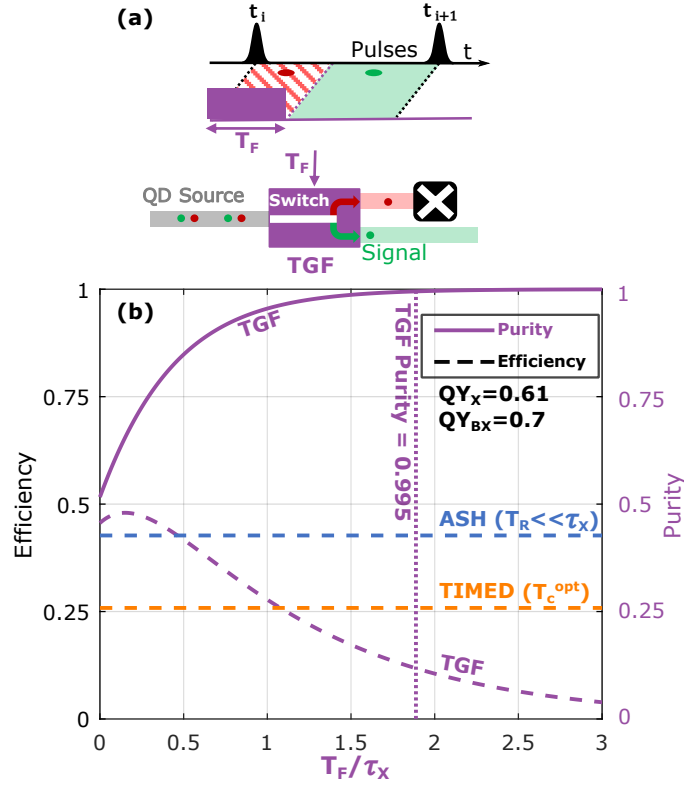 (a)
t_i
t_{i+1}
Pulses
t
T_F
T_F
QD Source
Switch
TGF
Signal
(b)
TGF
TGF Purity = 0.995
Purity
Efficiency
QY_X=0.61
QY_BX=0.7
ASH (T_R<<τ_X)
TIMED (T_c^opt)
TGF
Efficiency
1
0.75
0.5
0.25
0
Purity
1
0.75
0.5
0.25
0
0
0.5
1
1.5
2
2.5
3
T_F/τ_X